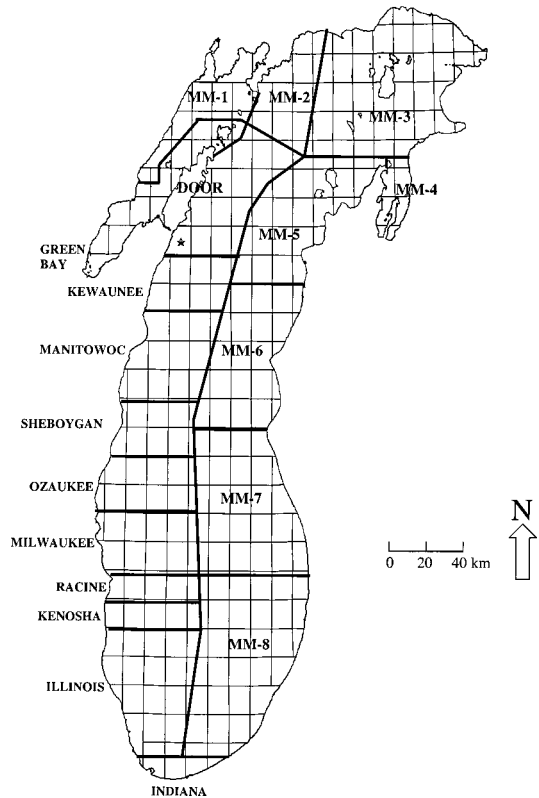 MM-1
MM-2
MM-3
DOOR
MM-4
MM-5
GREEN
BAY
KEWAUNEE
MANITOWOC
MM-6
SHEBOYGAN
OZAUKEE
MM-7
N
MILWAUKEE
0 20 40 km
RACINE
KENOSHA
MM-8
ILLINOIS
INDIANA